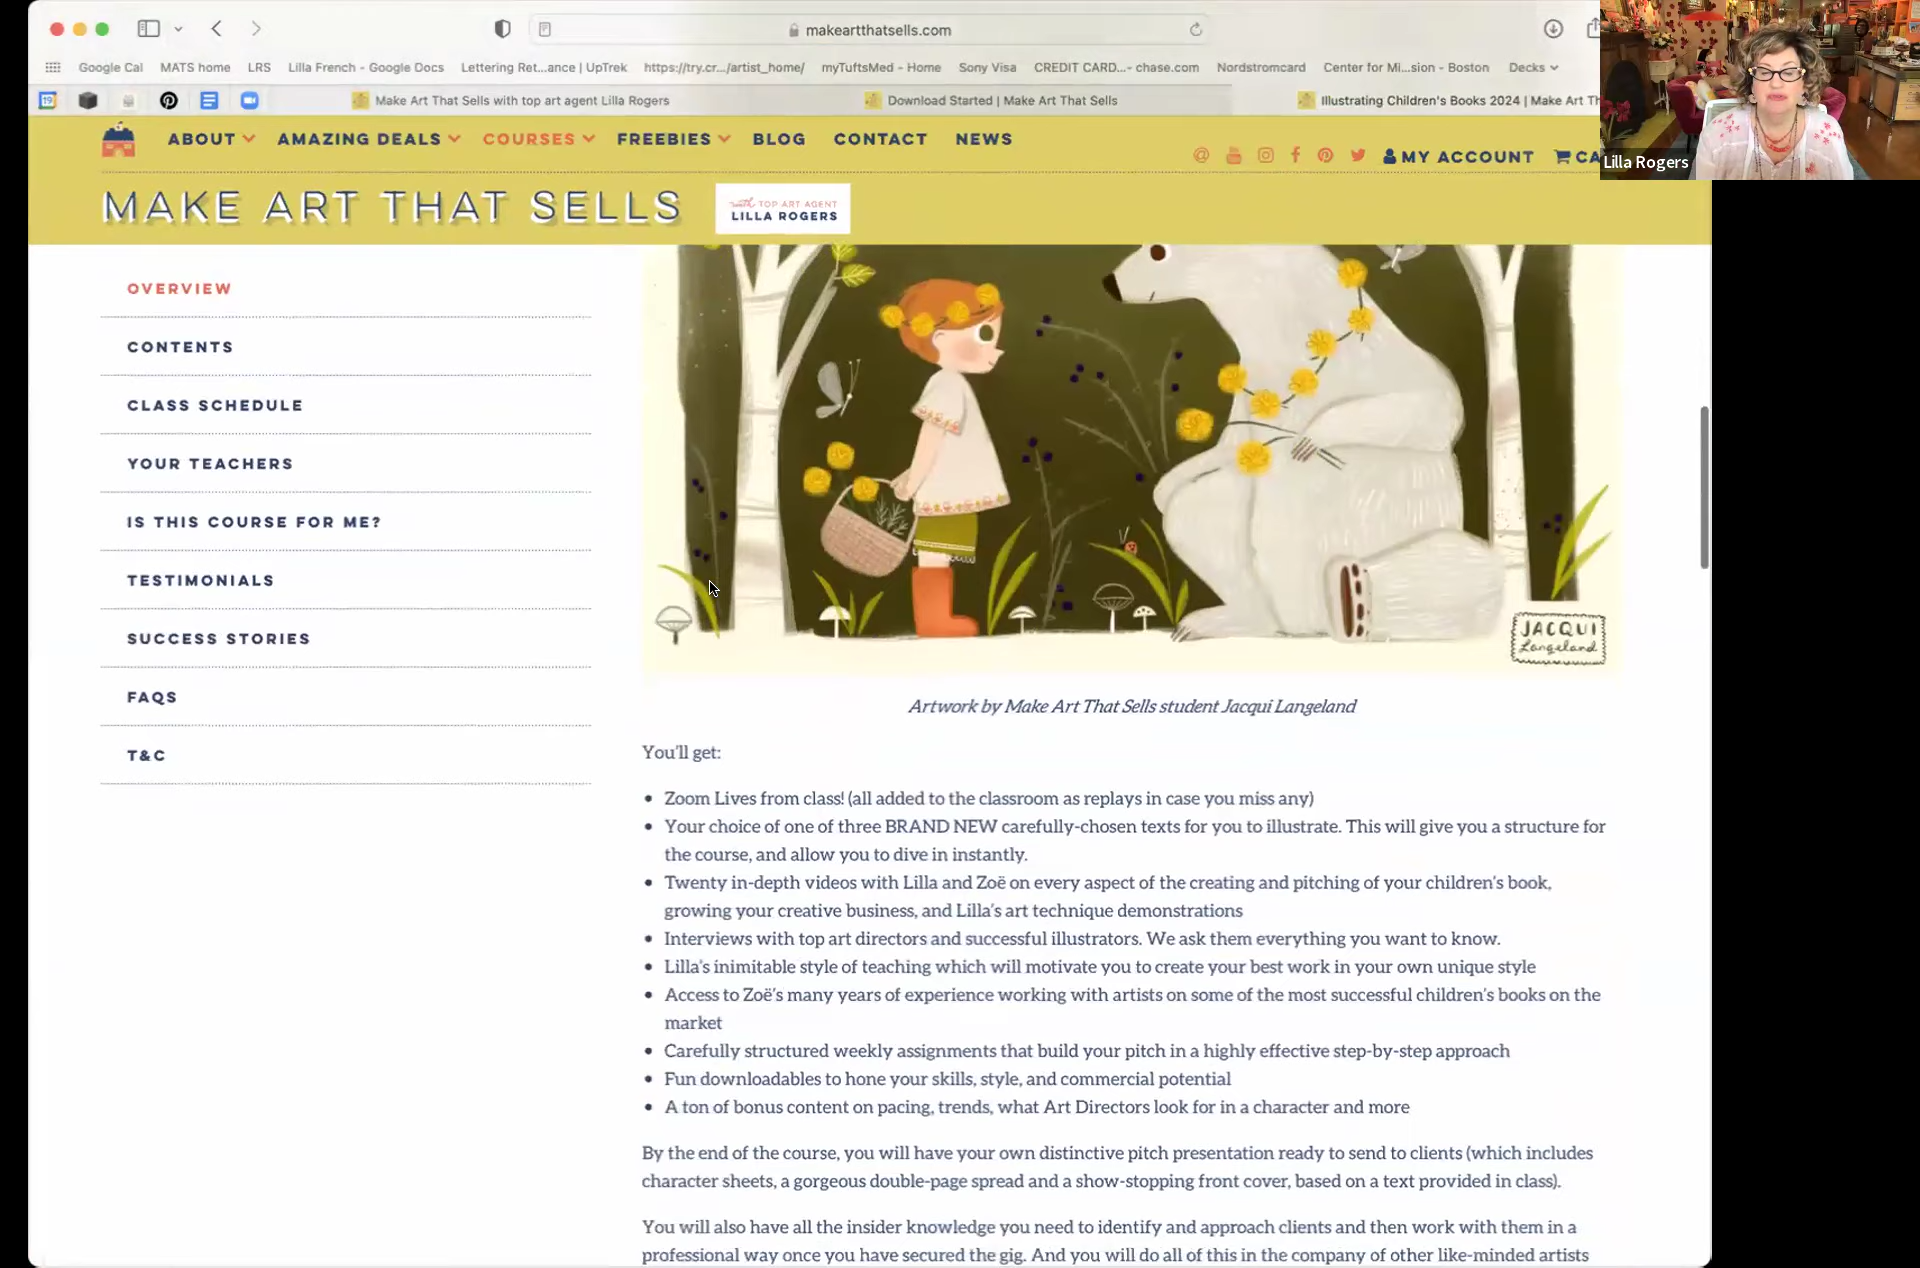 makeartthatsells.com
Google Cal MATS home LRS Lilla French - Google Docs Lettering Ret...ance | UpTrek https://try.cr.../artist_home/ myTuftsMed - Home Sony Visa CREDIT CARD...- chase.com Nordstromcard Center for Mi...sion - Boston Decks
19 Make Art That Sells with top art agent Lilla Rogers Download Started | Make Art That Sells Illustrating Children's Books 2024 | Make Art Th
ABOUT AMAZING DEALS COURSES FREEBIES BLOG CONTACT NEWS
MY ACCOUNT CA
Lilla Rogers
MAKE ART THAT SELLS
with TOP ART AGENT
LILLA ROGERS
OVERVIEW
CONTENTS
CLASS SCHEDULE
YOUR TEACHERS
IS THIS COURSE FOR ME?
TESTIMONIALS
SUCCESS STORIES
FAQS
T&C
JACQUI
Langeland
Artwork by Make Art That Sells student Jacqui Langeland
You'll get:
• Zoom Lives from class! (all added to the classroom as replays in case you miss any)
• Your choice of one of three BRAND NEW carefully-chosen texts for you to illustrate. This will give you a structure for
the course, and allow you to dive in instantly.
• Twenty in-depth videos with Lilla and Zoë on every aspect of the creating and pitching of your children's book,
growing your creative business, and Lilla's art technique demonstrations
• Interviews with top art directors and successful illustrators. We ask them everything you want to know.
• Lilla's inimitable style of teaching which will motivate you to create your best work in your own unique style
• Access to Zoë's many years of experience working with artists on some of the most successful children's books on the
market
• Carefully structured weekly assignments that build your pitch in a highly effective step-by-step approach
• Fun downloadables to hone your skills, style, and commercial potential
• A ton of bonus content on pacing, trends, what Art Directors look for in a character and more
By the end of the course, you will have your own distinctive pitch presentation ready to send to clients (which includes
character sheets, a gorgeous double-page spread and a show-stopping front cover, based on a text provided in class).
You will also have all the insider knowledge you need to identify and approach clients and then work with them in a
professional way once you have secured the gig. And you will do all of this in the company of other like-minded artists